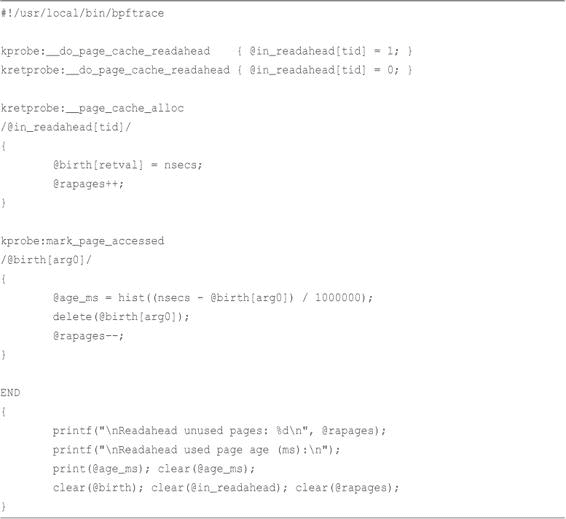 #!/usr/local/bin/bpftrace
kprobe:__do_page_cache_readahead    { @in_readahead[tid] = 1; }
kretprobe:__do_page_cache_readahead { @in_readahead[tid] = 0; }
kretprobe:__page_cache_alloc
/@in_readahead[tid]/
{
        @birth[retval] = nsecs;
        @rapages++;
}
kprobe:mark_page_accessed
/@birth[arg0]/
{
        @age_ms = hist((nsecs - @birth[arg0]) / 1000000);
        delete(@birth[arg0]);
        @rapages--;
}
END
{
        printf("\nReadahead unused pages: %d\n", @rapages);
        printf("\nReadahead used page age (ms):\n");
        print(@age_ms); clear(@age_ms);
        clear(@birth); clear(@in_readahead); clear(@rapages);
}